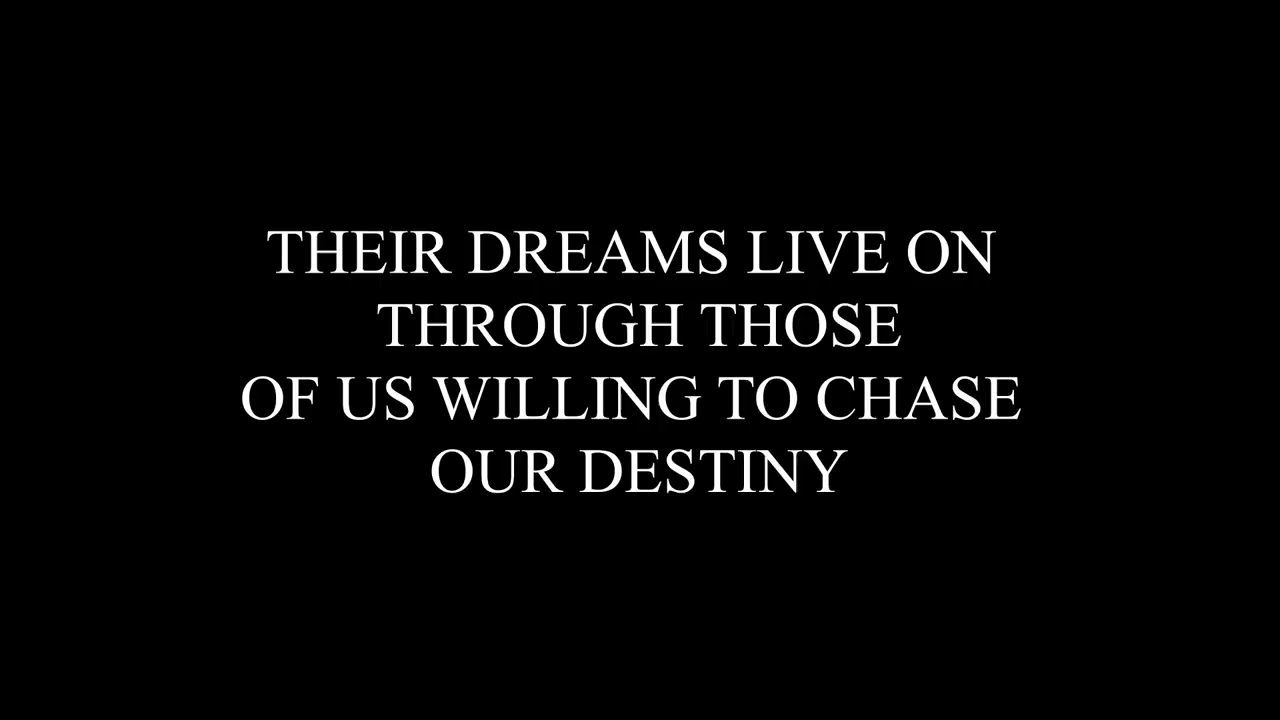 THEIR DREAMS LIVE ON
THROUGH THOSE
OF US WILLING TO CHASE
OUR DESTINY